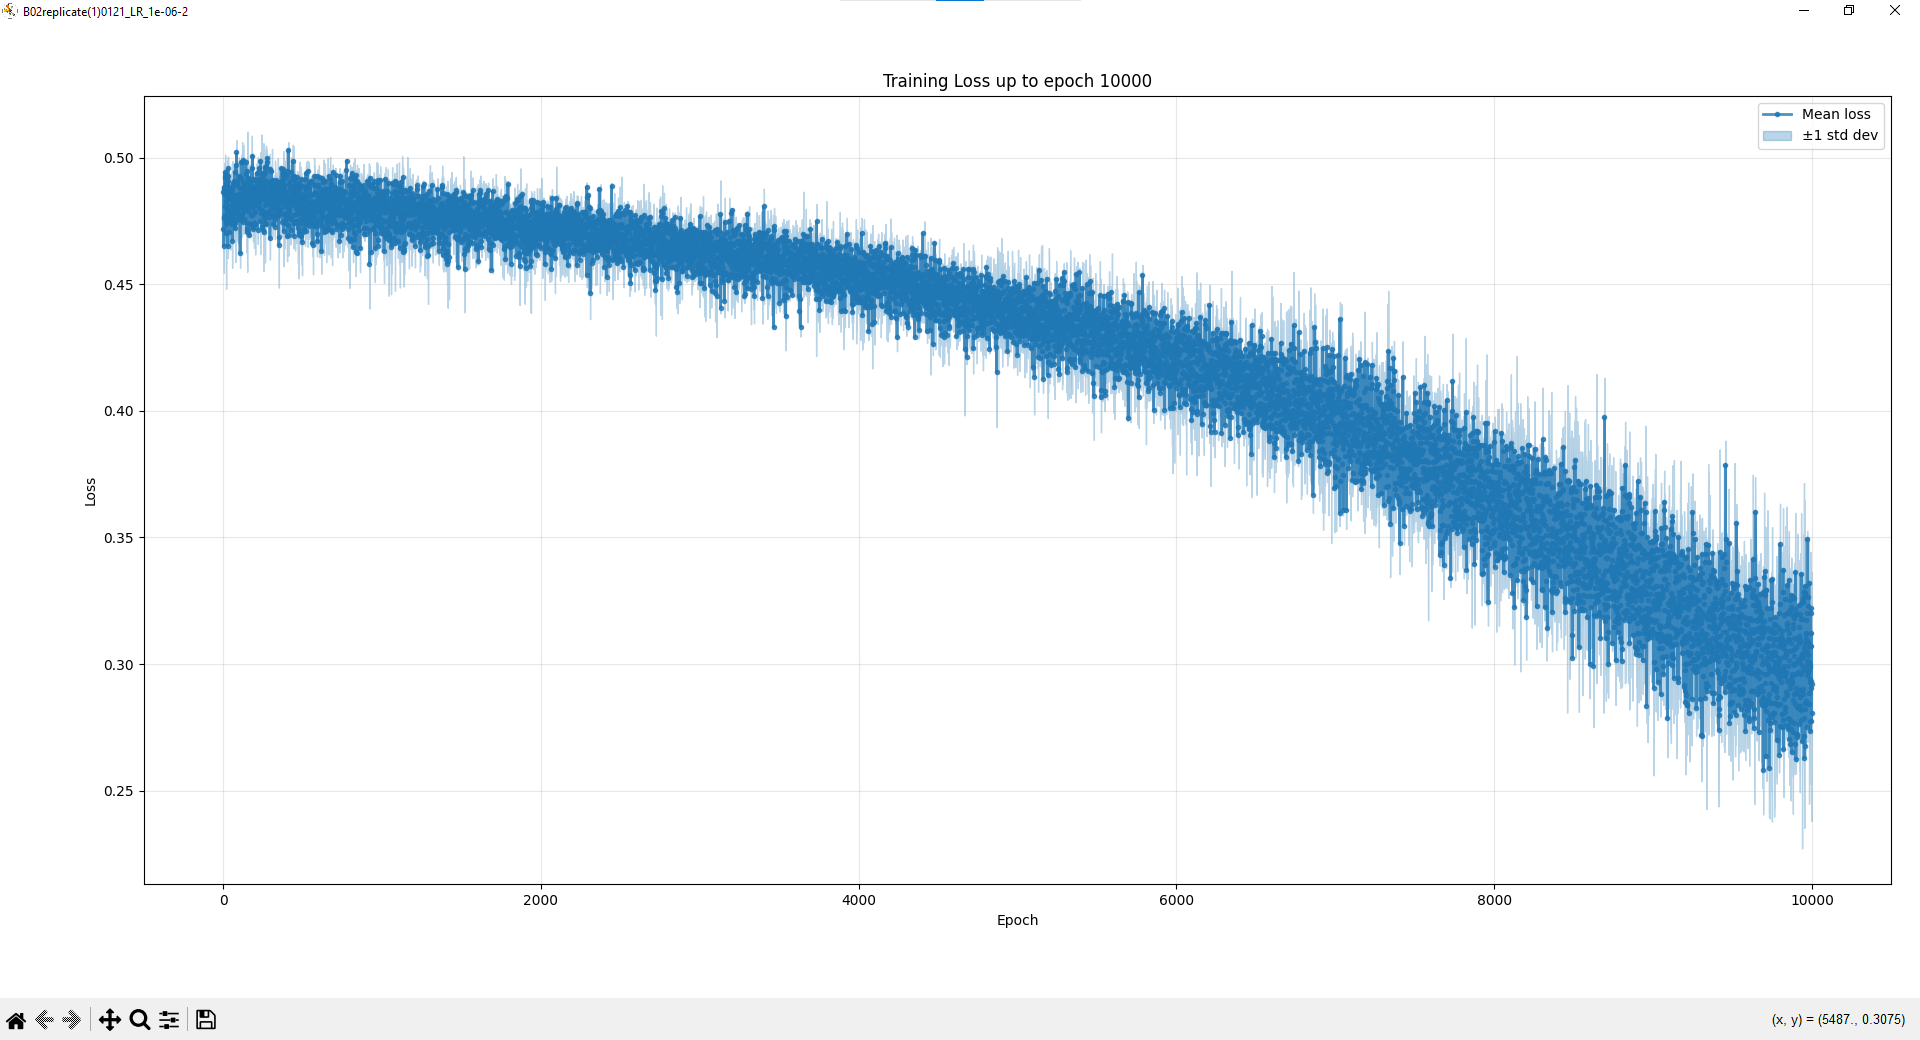 B02replicate(1)0121_LR_1e-06-2
Training Loss up to epoch 10000
Mean loss
±1 std dev
0.50
0.45
0.40
0.35
0.30
0.25
Loss
0
2000
4000
6000
8000
10000
Epoch
(x, y) = (5487., 0.3075)